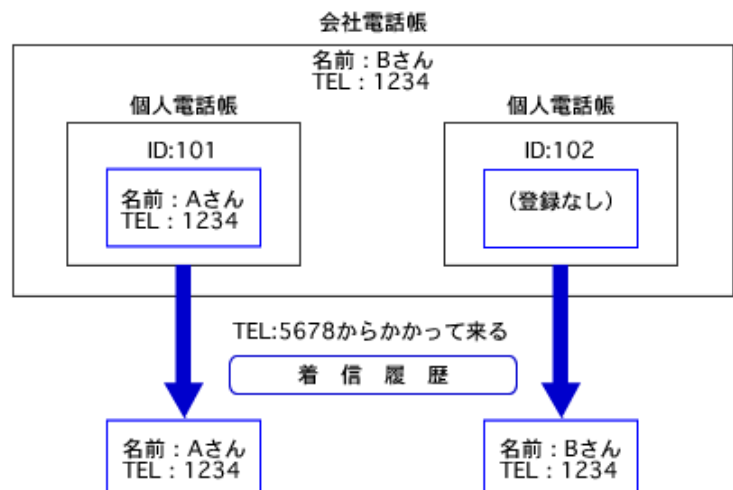 会社電話帳
名前：Bさん
TEL：1234
個人電話帳
ID:101
名前：Aさん
TEL：1234
個人電話帳
ID:102
（登録なし）
TEL:5678からかかって来る
着 信 履 歴
名前：Aさん
TEL：1234
名前：Bさん
TEL：1234